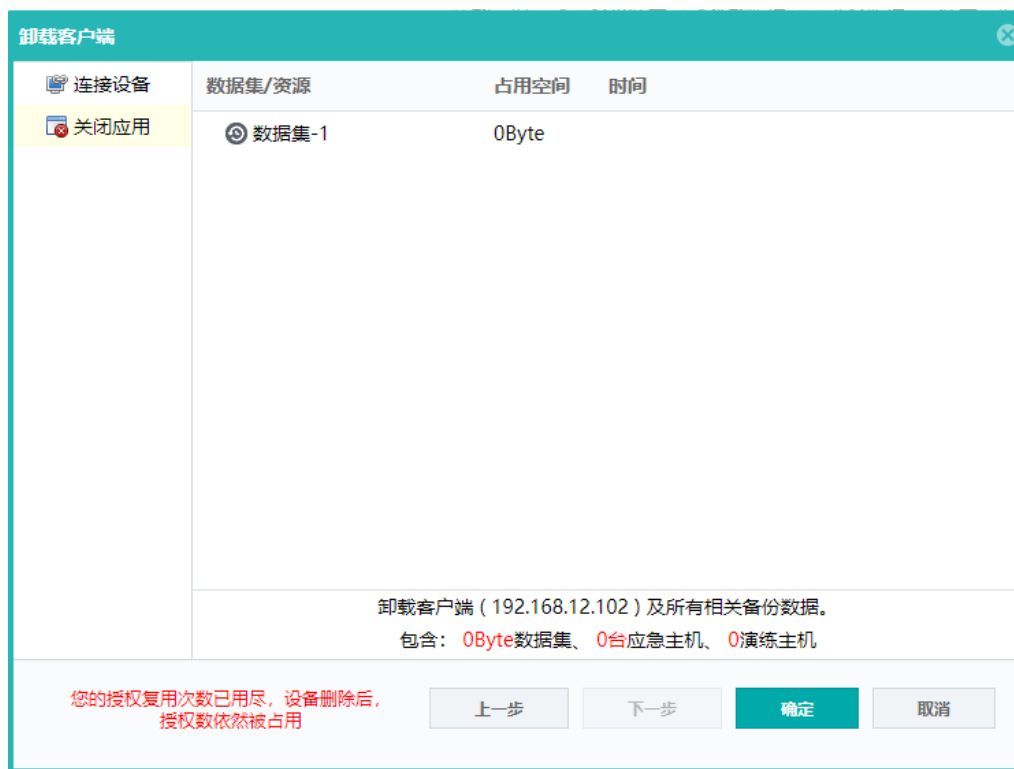 卸载客户端
连接设备
关闭应用
数据集/资源 占用空间 时间
数据集-1 0Byte
卸载客户端（192.168.12.102）及所有相关备份数据。
包含： 0Byte数据集、 0台应急主机、 0演练主机
您的授权复用次数已用尽，设备删除后，
授权数依然被占用
上一步 下一步 确定 取消